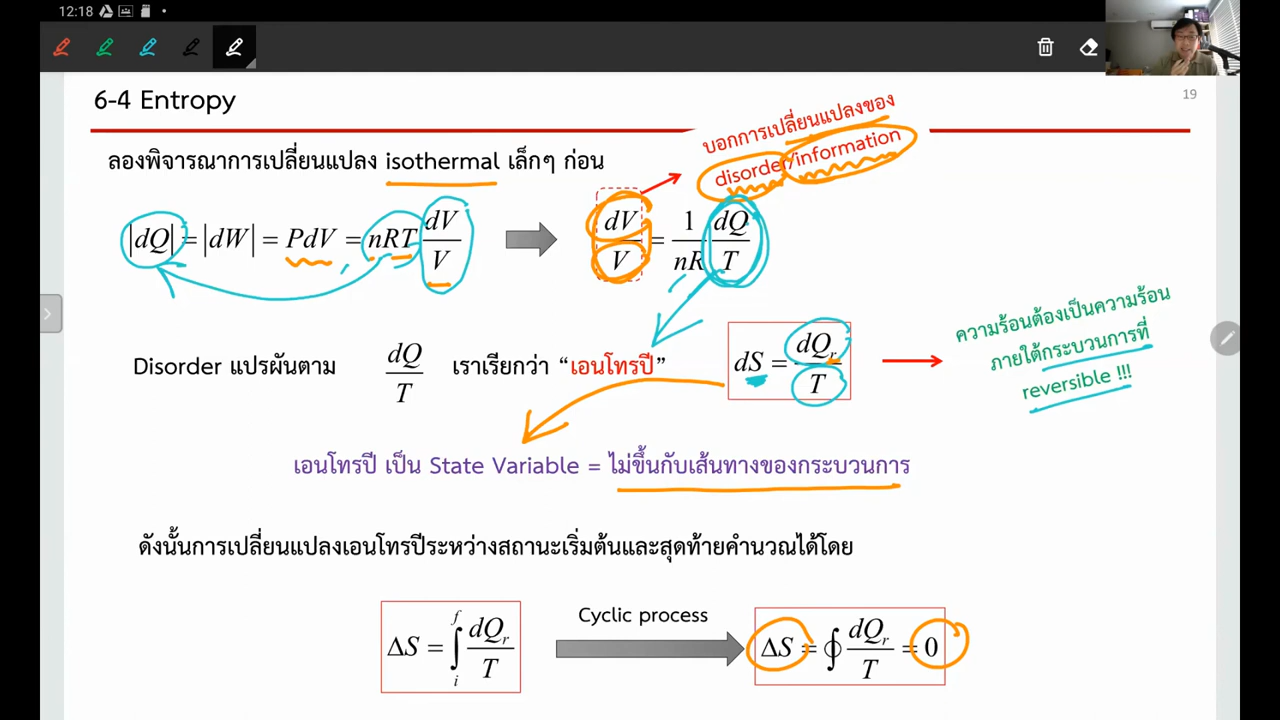 12:18
6-4 Entropy
19
ลองพิจารณาการเปลี่ยนแปลง isothermal เล็กๆ ก่อน
บอกการเปลี่ยนแปลงของ
disorder/information
|dQ| = |dW| = PdV = nRT dV/V
dV/V = 1/nR dQ/T
Disorder แปรผันตาม dQ/T เราเรียกว่า “เอนโทรปี”
dS = dQr/T
ความร้อนต้องเป็นความร้อน
ภายใต้กระบวนการที่
reversible !!!
เอนโทรปี เป็น State Variable = ไม่ขึ้นกับเส้นทางของกระบวนการ
ดังนั้นการเปลี่ยนแปลงเอนโทรปีระหว่างสถานะเริ่มต้นและสุดท้ายคำนวณได้โดย
ΔS = ∫_i^f dQr/T
Cyclic process
ΔS = ∮ dQr/T = 0